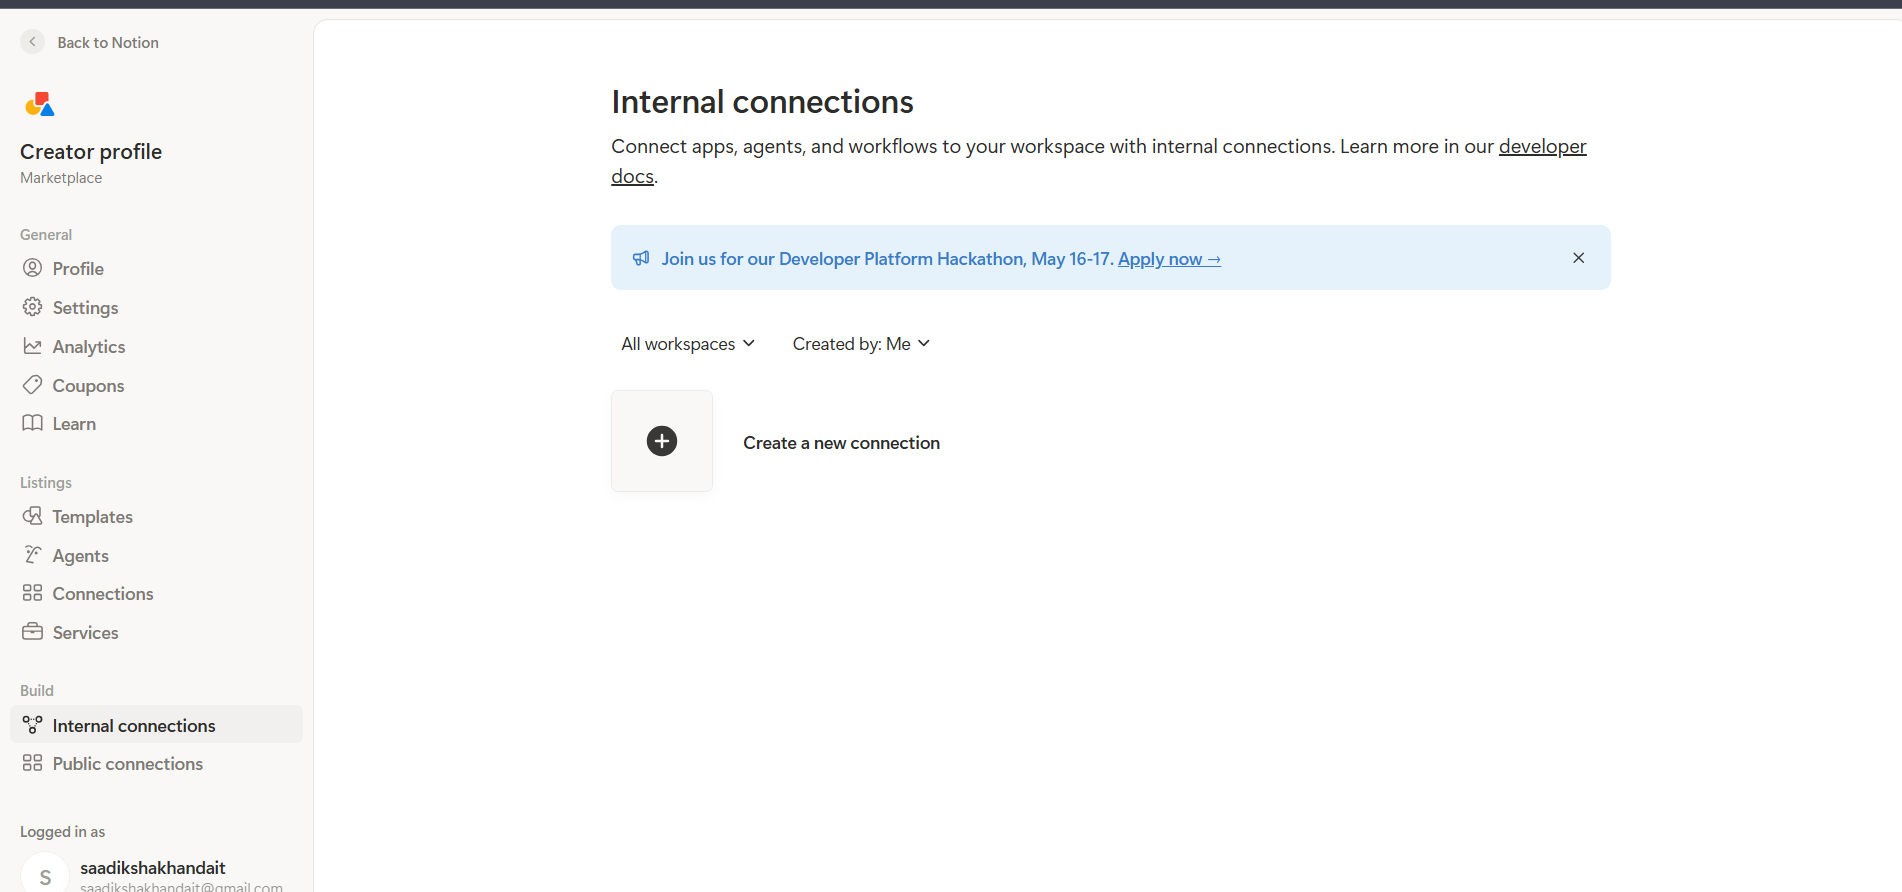 Back to Notion
Creator profile
Marketplace
General
Profile
Settings
Analytics
Coupons
Learn
Listings
Templates
Agents
Connections
Services
Build
Internal connections
Public connections
Logged in as
S
saadikshakhandait
saadikshakhandait@gmail.com
Internal connections
Connect apps, agents, and workflows to your workspace with internal connections. Learn more in our developer
docs.
Join us for our Developer Platform Hackathon, May 16-17. Apply now →
All workspaces
Created by: Me
Create a new connection